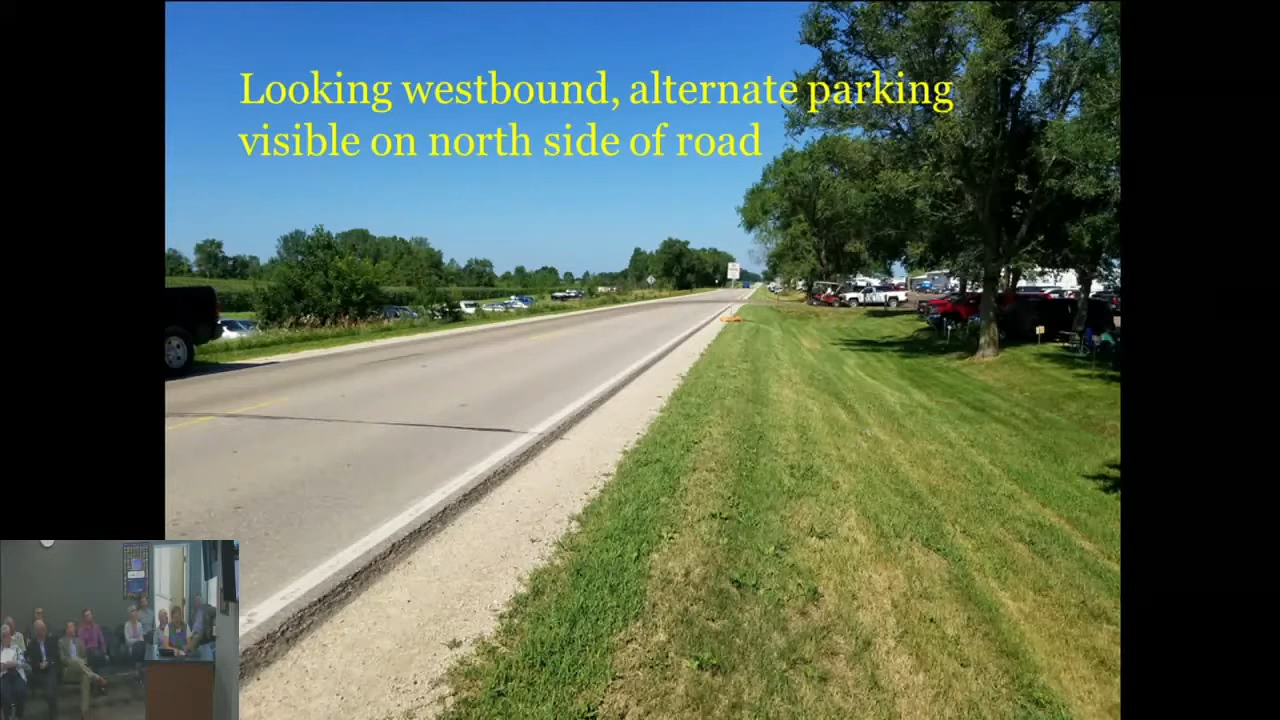 Looking westbound, alternate parking
visible on north side of road